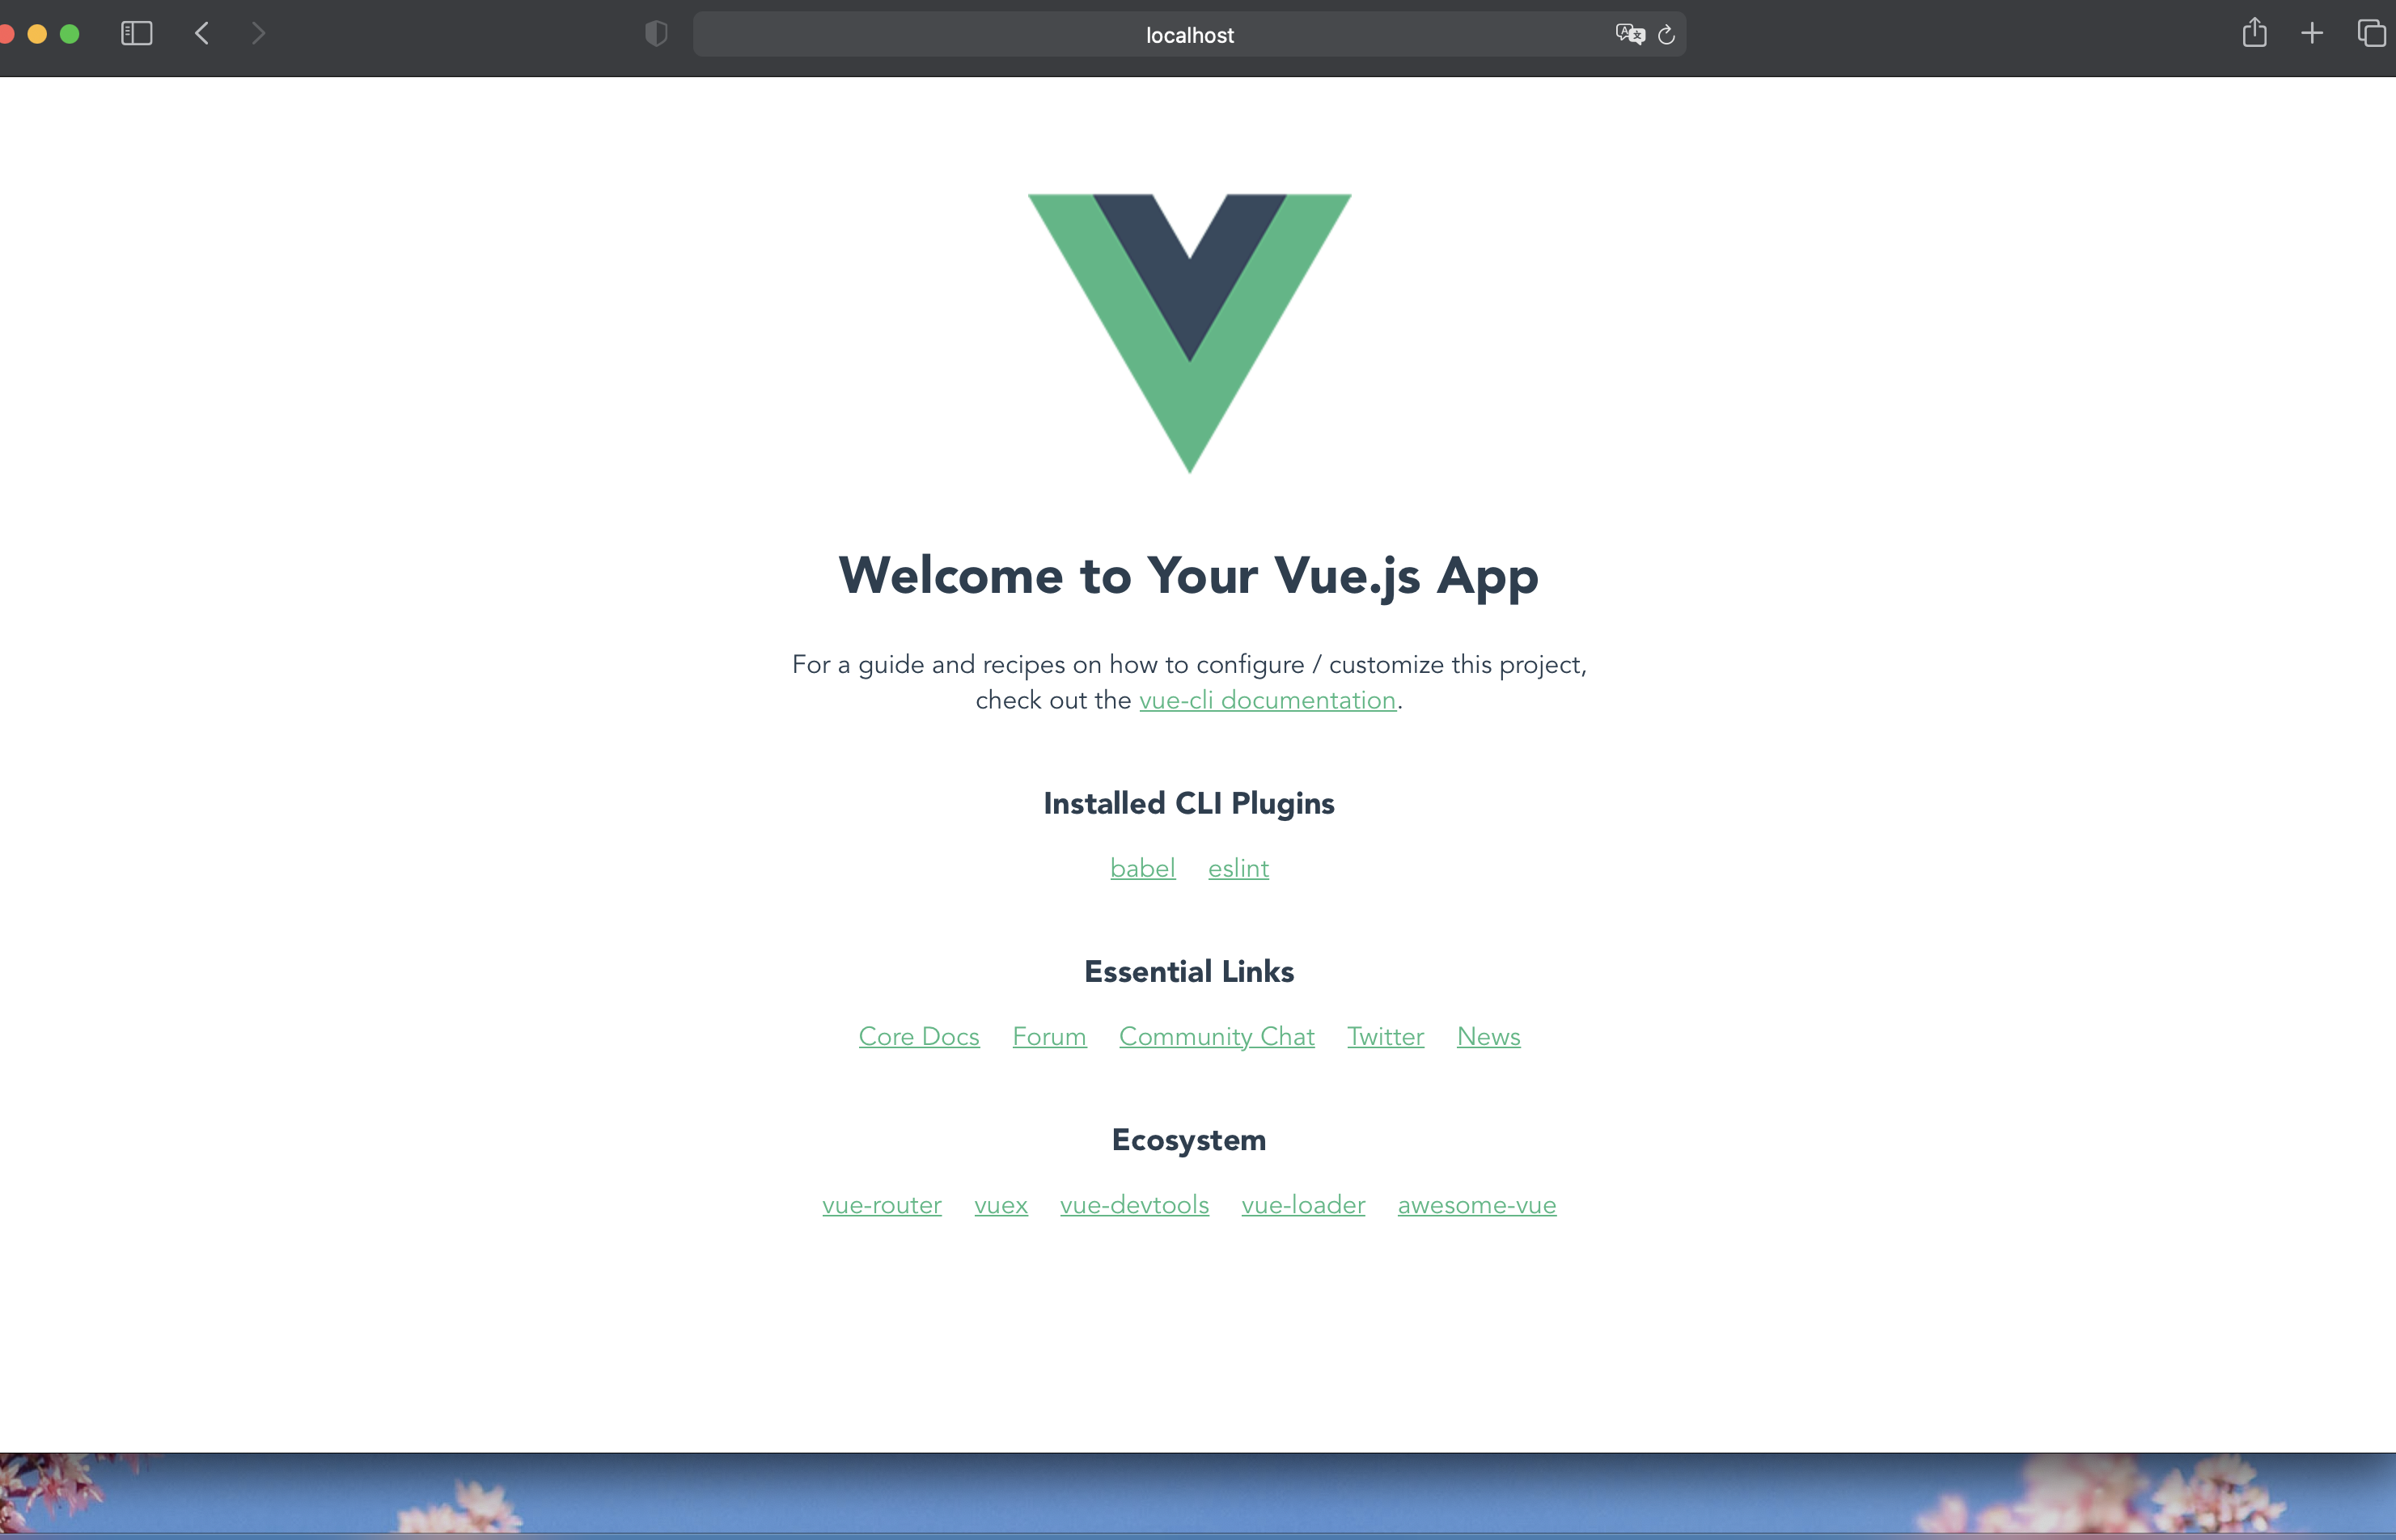 localhost
Welcome to Your Vue.js App
For a guide and recipes on how to configure / customize this project,
check out the vue-cli documentation.
Installed CLI Plugins
babel eslint
Essential Links
Core Docs Forum Community Chat Twitter News
Ecosystem
vue-router vuex vue-devtools vue-loader awesome-vue